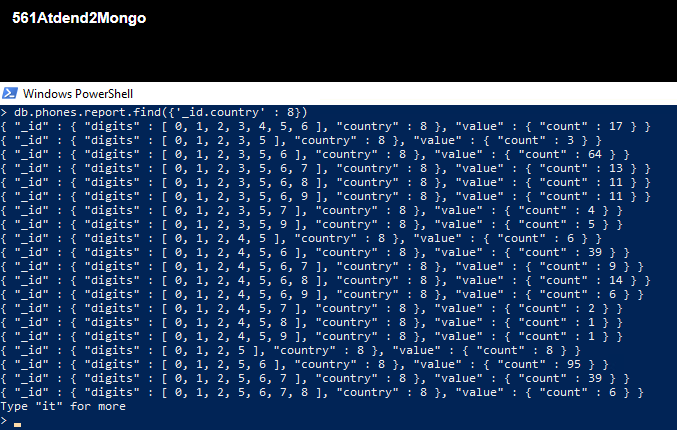 561Atdend2Mongo
Windows PowerShell
> db.phones.report.find({'_id.country' : 8})
{ "_id" : { "digits" : [ 0, 1, 2, 3, 4, 5, 6 ], "country" : 8 }, "value" : { "count" : 17 } }
{ "_id" : { "digits" : [ 0, 1, 2, 3, 5 ], "country" : 8 }, "value" : { "count" : 3 } }
{ "_id" : { "digits" : [ 0, 1, 2, 3, 5, 6 ], "country" : 8 }, "value" : { "count" : 64 } }
{ "_id" : { "digits" : [ 0, 1, 2, 3, 5, 6, 7 ], "country" : 8 }, "value" : { "count" : 13 } }
{ "_id" : { "digits" : [ 0, 1, 2, 3, 5, 6, 8 ], "country" : 8 }, "value" : { "count" : 11 } }
{ "_id" : { "digits" : [ 0, 1, 2, 3, 5, 6, 9 ], "country" : 8 }, "value" : { "count" : 11 } }
{ "_id" : { "digits" : [ 0, 1, 2, 3, 5, 7 ], "country" : 8 }, "value" : { "count" : 4 } }
{ "_id" : { "digits" : [ 0, 1, 2, 3, 5, 9 ], "country" : 8 }, "value" : { "count" : 5 } }
{ "_id" : { "digits" : [ 0, 1, 2, 4, 5 ], "country" : 8 }, "value" : { "count" : 6 } }
{ "_id" : { "digits" : [ 0, 1, 2, 4, 5, 6 ], "country" : 8 }, "value" : { "count" : 39 } }
{ "_id" : { "digits" : [ 0, 1, 2, 4, 5, 6, 7 ], "country" : 8 }, "value" : { "count" : 9 } }
{ "_id" : { "digits" : [ 0, 1, 2, 4, 5, 6, 8 ], "country" : 8 }, "value" : { "count" : 14 } }
{ "_id" : { "digits" : [ 0, 1, 2, 4, 5, 6, 9 ], "country" : 8 }, "value" : { "count" : 6 } }
{ "_id" : { "digits" : [ 0, 1, 2, 4, 5, 7 ], "country" : 8 }, "value" : { "count" : 2 } }
{ "_id" : { "digits" : [ 0, 1, 2, 4, 5, 8 ], "country" : 8 }, "value" : { "count" : 1 } }
{ "_id" : { "digits" : [ 0, 1, 2, 4, 5, 9 ], "country" : 8 }, "value" : { "count" : 1 } }
{ "_id" : { "digits" : [ 0, 1, 2, 5 ], "country" : 8 }, "value" : { "count" : 8 } }
{ "_id" : { "digits" : [ 0, 1, 2, 5, 6 ], "country" : 8 }, "value" : { "count" : 95 } }
{ "_id" : { "digits" : [ 0, 1, 2, 5, 6, 7 ], "country" : 8 }, "value" : { "count" : 39 } }
{ "_id" : { "digits" : [ 0, 1, 2, 5, 6, 7, 8 ], "country" : 8 }, "value" : { "count" : 6 } }
Type "it" for more
>